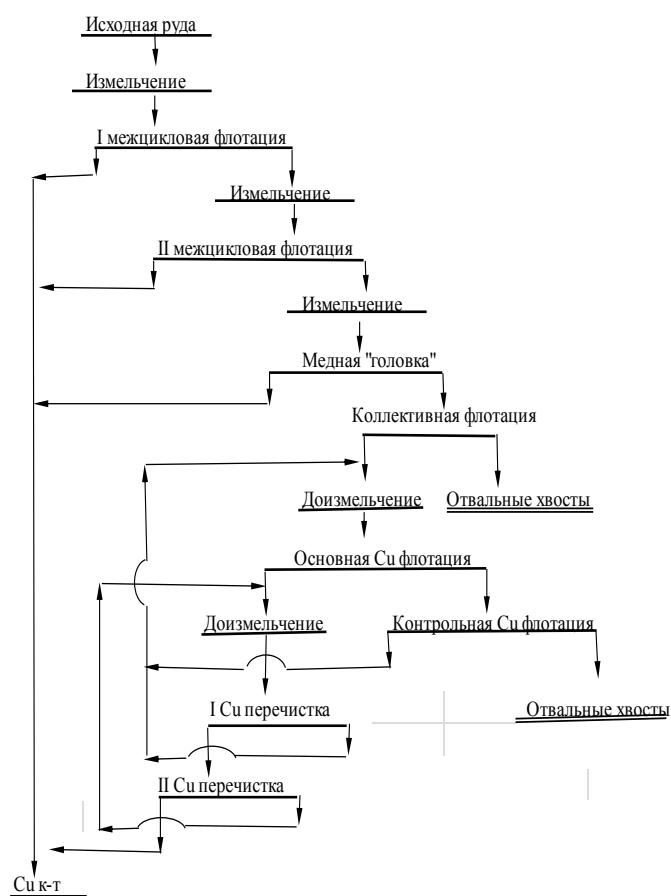 Исходная руда
Измельчение
I межцикловая флотация
Измельчение
II межцикловая флотация
Измельчение
Медная "головка"
Коллективная флотация
Доизмельчение
Отвальные хвосты
Основная Cu флотация
Доизмельчение
Контрольная Cu флотация
I Cu перечистка
Отвальные хвосты
II Cu перечистка
Cu к-т